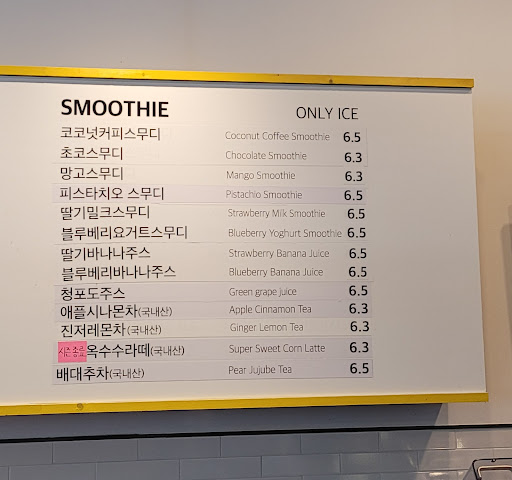 SMOOTHIE ONLY ICE
코코넛커피스무디 Coconut Coffee Smoothie 6.5
초코스무디 Chocolate Smoothie 6.3
망고스무디 Mango Smoothie 6.3
피스타치오 스무디 Pistachio Smoothie 6.5
딸기밀크스무디 Strawberry Milk Smoothie 6.5
블루베리요거트스무디 Blueberry Yoghurt Smoothie 6.5
딸기바나나주스 Strawberry Banana Juice 6.5
블루베리바나나주스 Blueberry Banana Juice 6.5
청포도주스 Green grape juice 6.5
애플시나몬차(국내산) Apple Cinnamon Tea 6.3
진저레몬차(국내산) Ginger Lemon Tea 6.3
시즌종료 옥수수라떼(국내산) Super Sweet Corn Latte 6.3
배대추차(국내산) Pear Jujube Tea 6.5